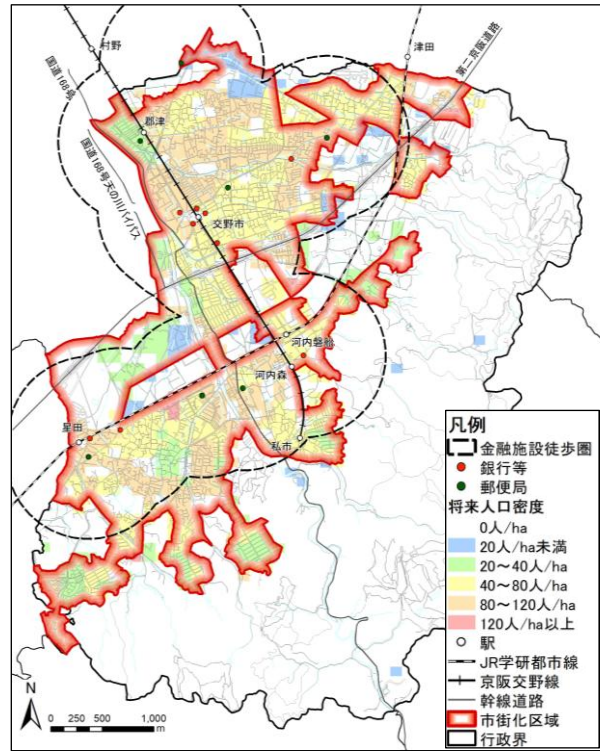 村野
津田
第二京阪道路
国道168号
郡津
国道168号天の川バイパス
交野市
河内磐船
河内森
星田
私市
凡例
金融施設徒歩圏
銀行等
郵便局
将来人口密度
0人/ha
20人/ha未満
20～40人/ha
40～80人/ha
80～120人/ha
120人/ha以上
駅
JR学研都市線
京阪交野線
幹線道路
市街化区域
行政界
N
0 250 500 1,000
m